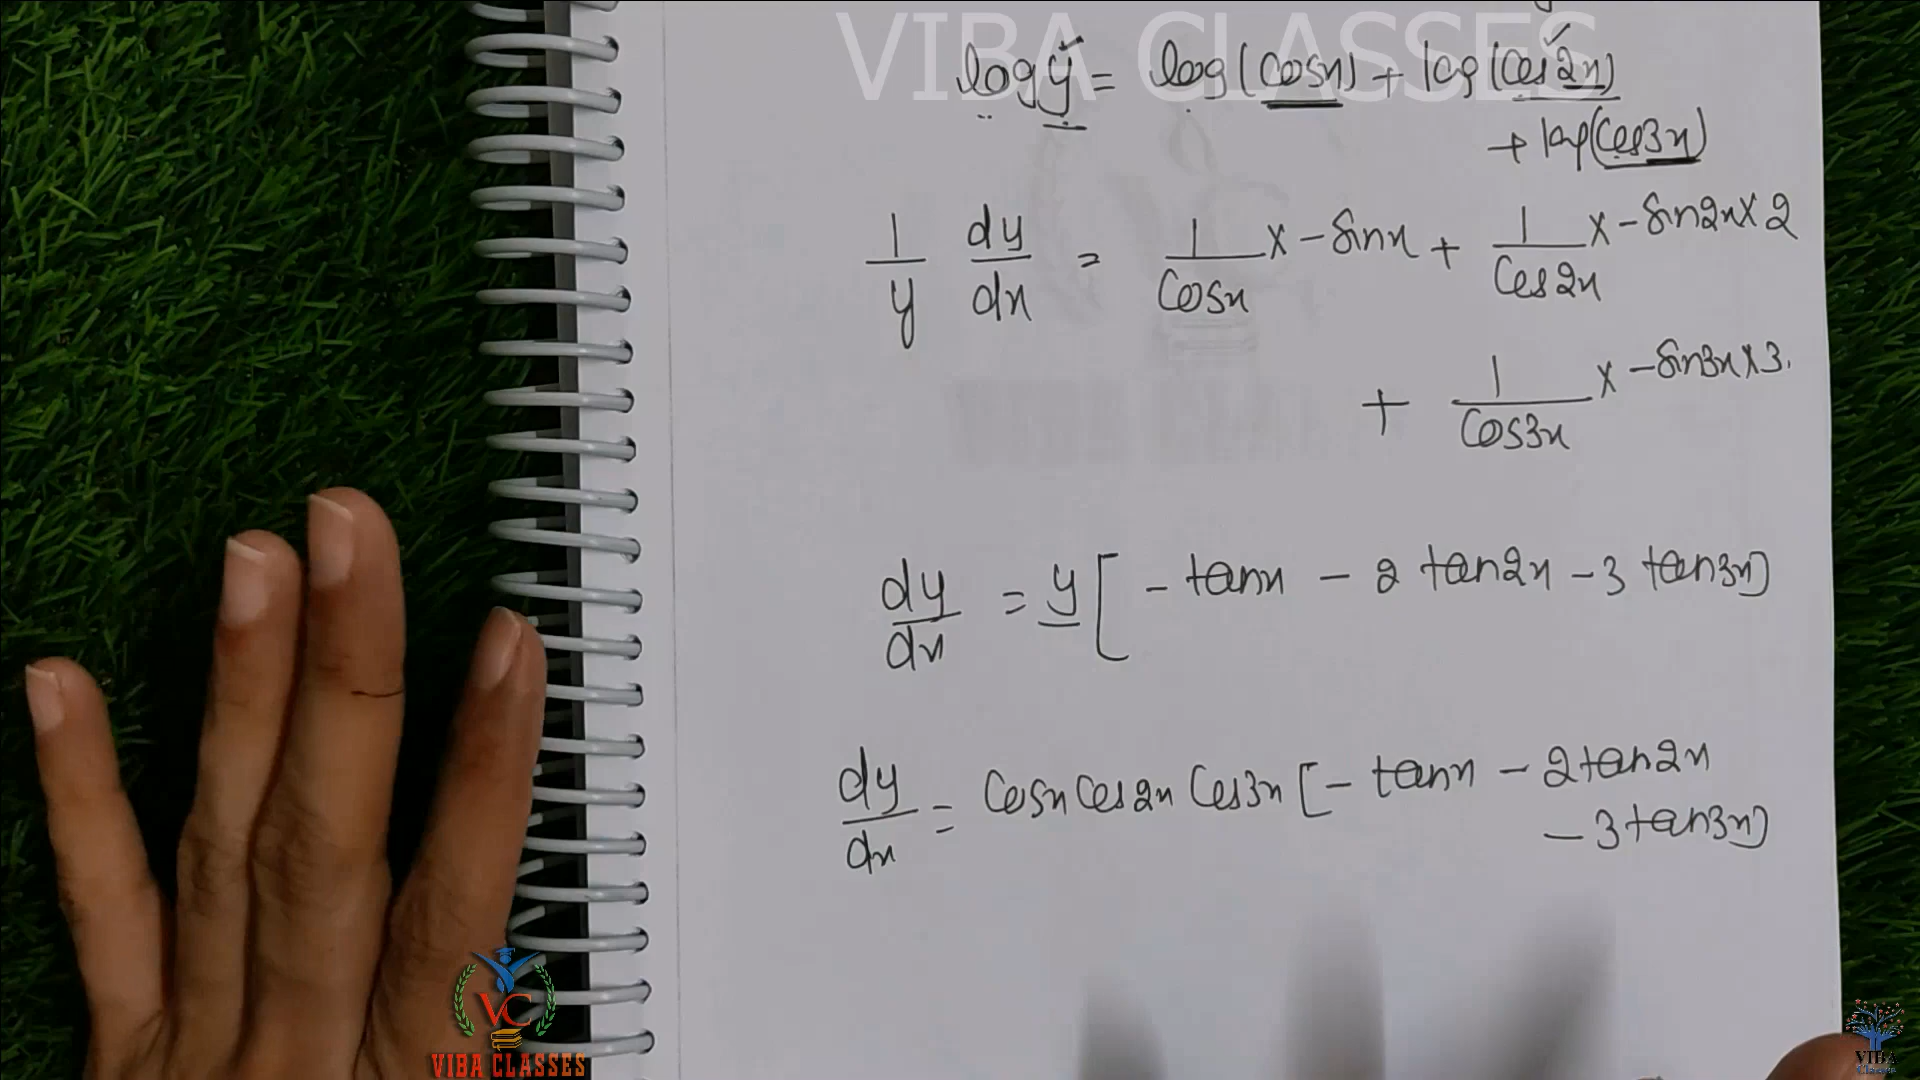 VIBA CLASSES
log y = log(cosx) + log(cos2x)
+ log(cos3x)
1/y dy/dx = 1/cosx × - sinx + 1/cos2x × - sin2x × 2
+ 1/cos3x × - sin3x × 3.
dy/dx = y [ - tanx - 2 tan2x - 3 tan3x]
dy/dx = cosx cos2x cos3x [ - tanx - 2tan2x
- 3tan3x]
VC
VIBA CLASSES
VIBA
Classes